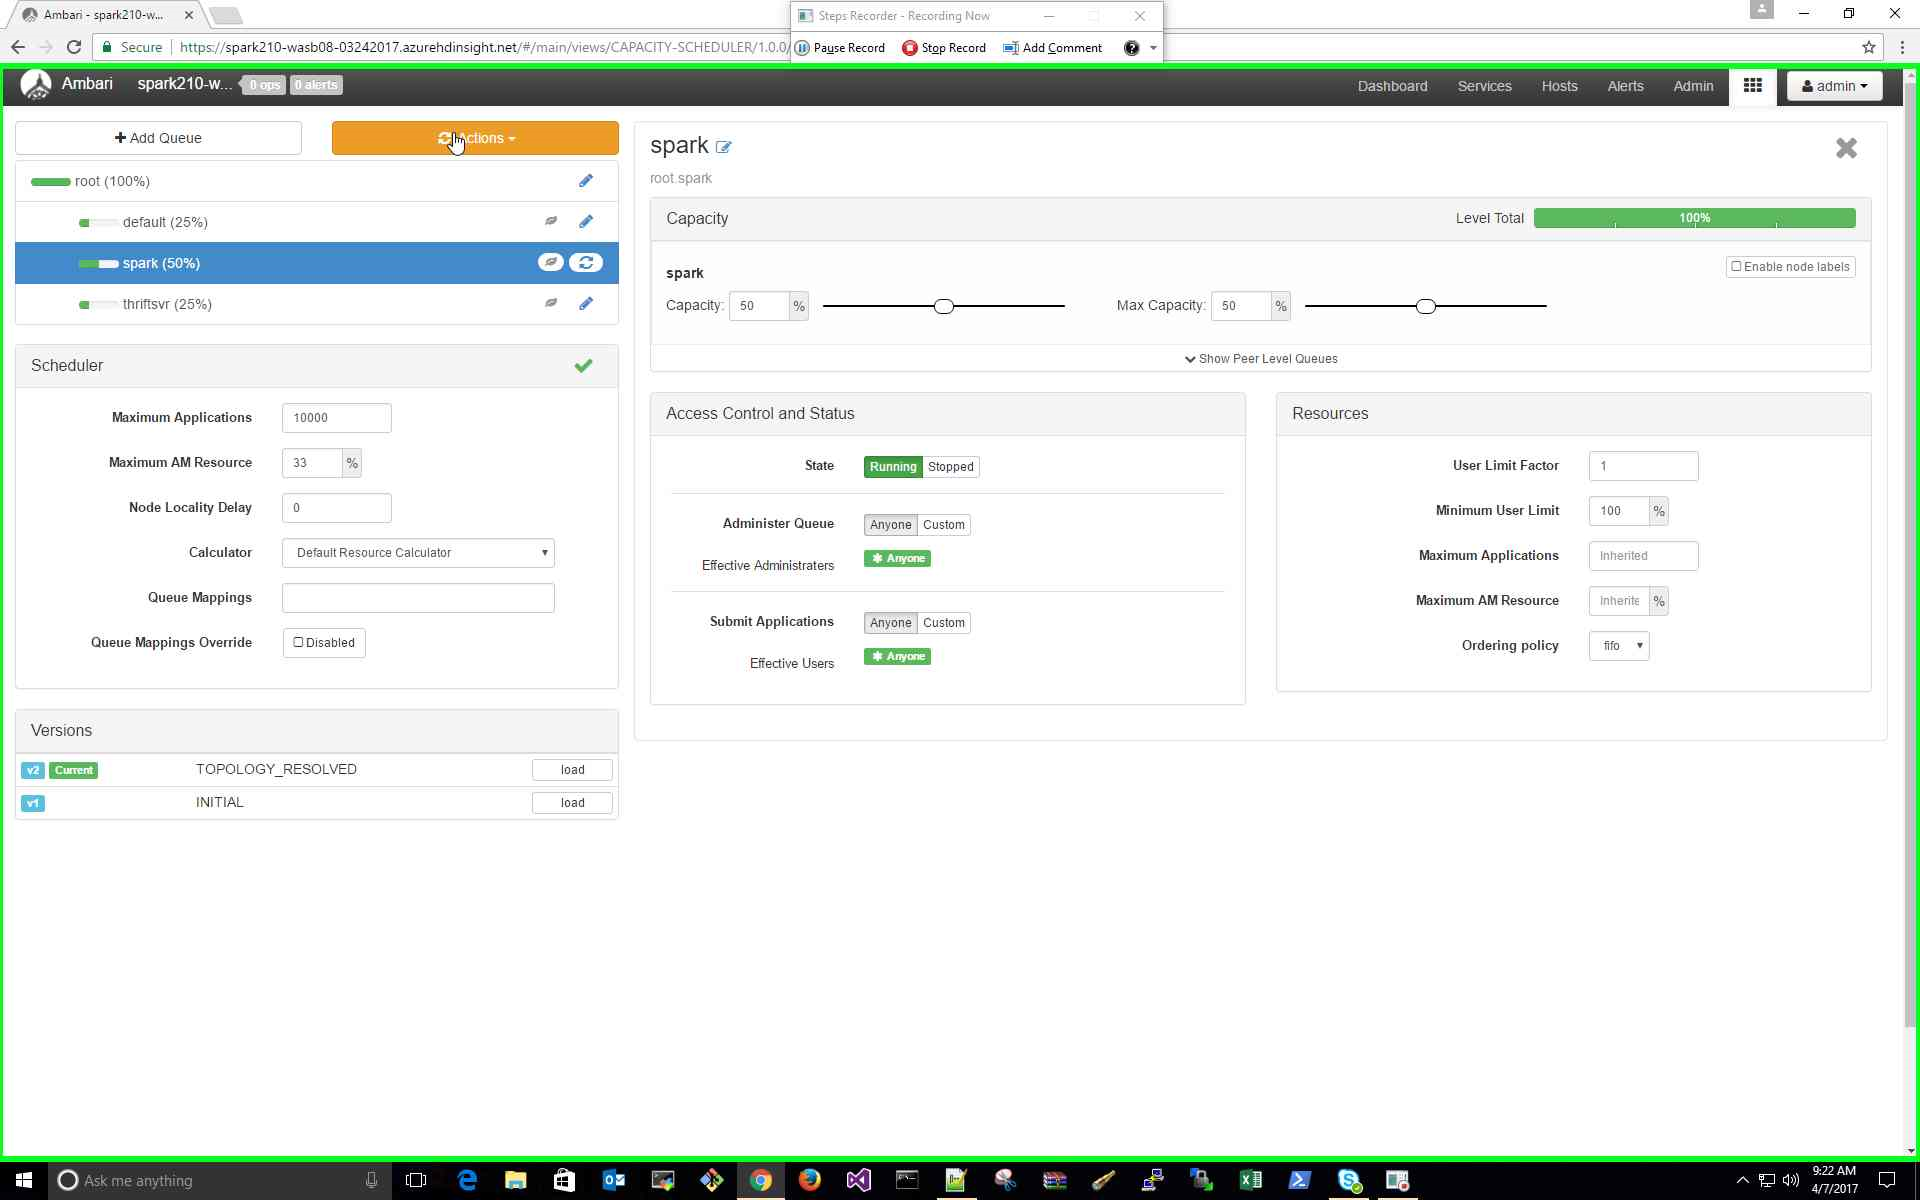 Ambari - spark210-w...
Steps Recorder - Recording Now
Secure
https://spark210-wasb08-03242017.azurehdinsight.net/#/main/views/CAPACITY-SCHEDULER/1.0.0/
Pause Record
Stop Record
Add Comment
Ambari
spark210-w...
0 ops
0 alerts
Dashboard
Services
Hosts
Alerts
Admin
admin
Add Queue
Actions
root (100%)
default (25%)
spark (50%)
thriftsvr (25%)
Scheduler
Maximum Applications
10000
Maximum AM Resource
33
%
Node Locality Delay
0
Calculator
Default Resource Calculator
Queue Mappings
Queue Mappings Override
Disabled
Versions
v2
Current
TOPOLOGY_RESOLVED
load
v1
INITIAL
load
spark
root.spark
Capacity
Level Total
100%
spark
Enable node labels
Capacity:
50
%
Max Capacity:
50
%
Show Peer Level Queues
Access Control and Status
State
Running
Stopped
Administer Queue
Anyone
Custom
Effective Administraters
Anyone
Submit Applications
Anyone
Custom
Effective Users
Anyone
Resources
User Limit Factor
1
Minimum User Limit
100
%
Maximum Applications
Inherited
Maximum AM Resource
Inherite
%
Ordering policy
fifo
Ask me anything
9:22 AM
4/7/2017